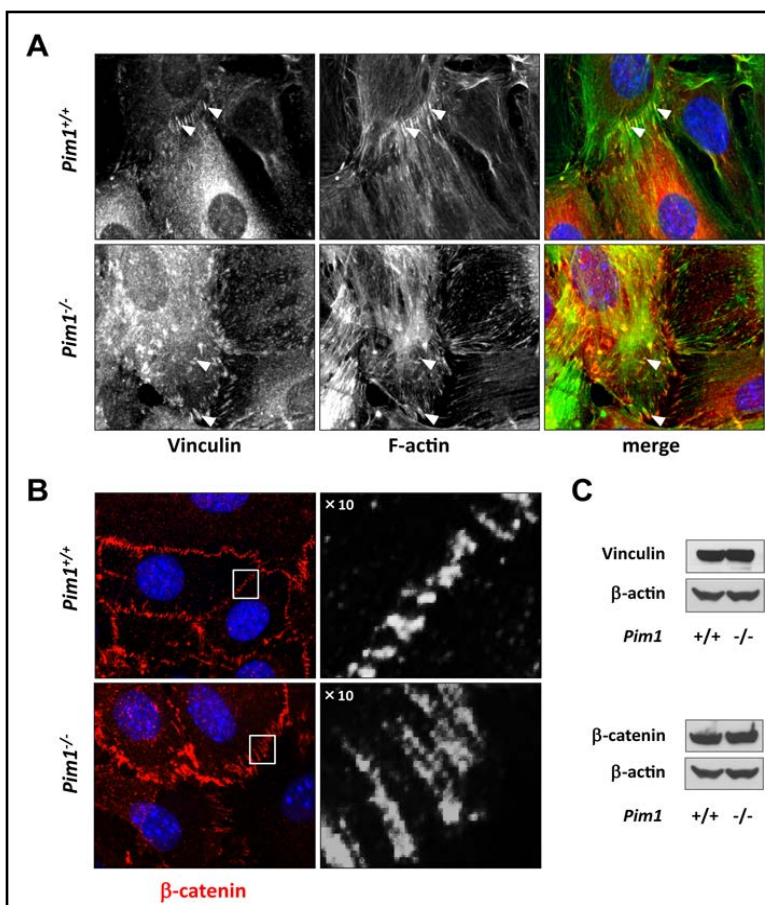 A
Pim1+/+
Pim1-/-
Vinculin F-actin merge
B
Pim1+/+
×10
Pim1-/-
×10
β-catenin
C
Vinculin
β-actin
Pim1 +/+ -/-
β-catenin
β-actin
Pim1 +/+ -/-